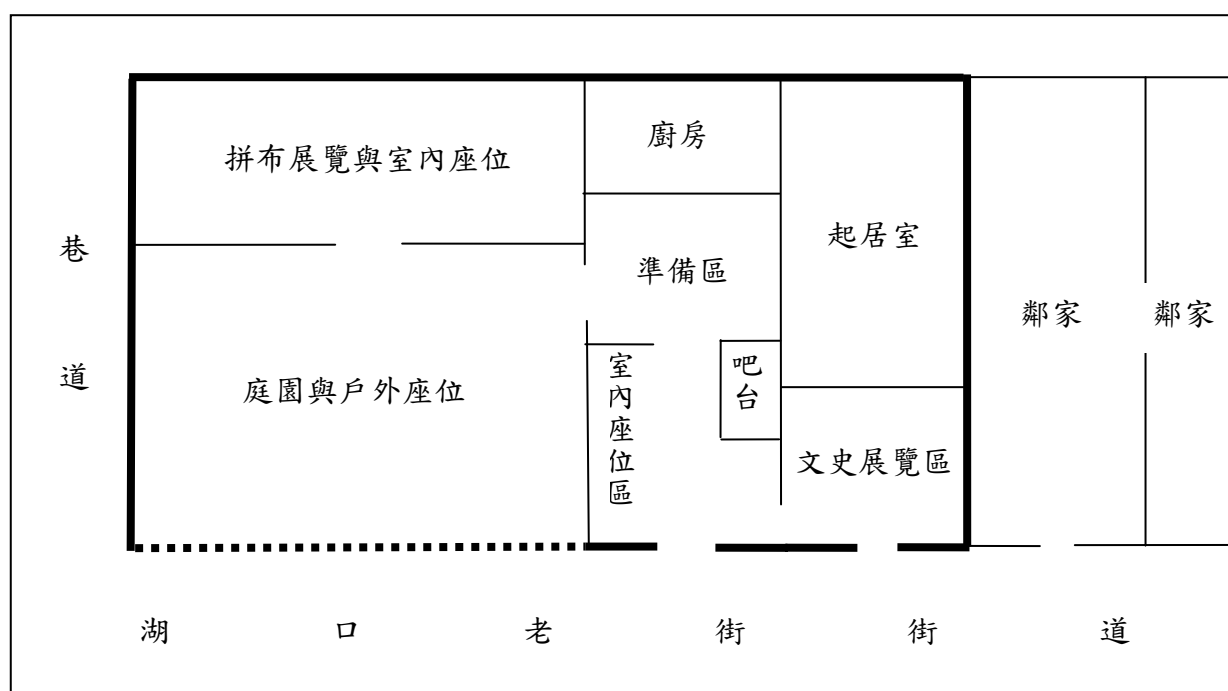 拼布展覽與室內座位
廚房
起居室
準備區
巷道
鄰家
鄰家
庭園與戶外座位
室內座位區
吧台
文史展覽區
湖口老街街道